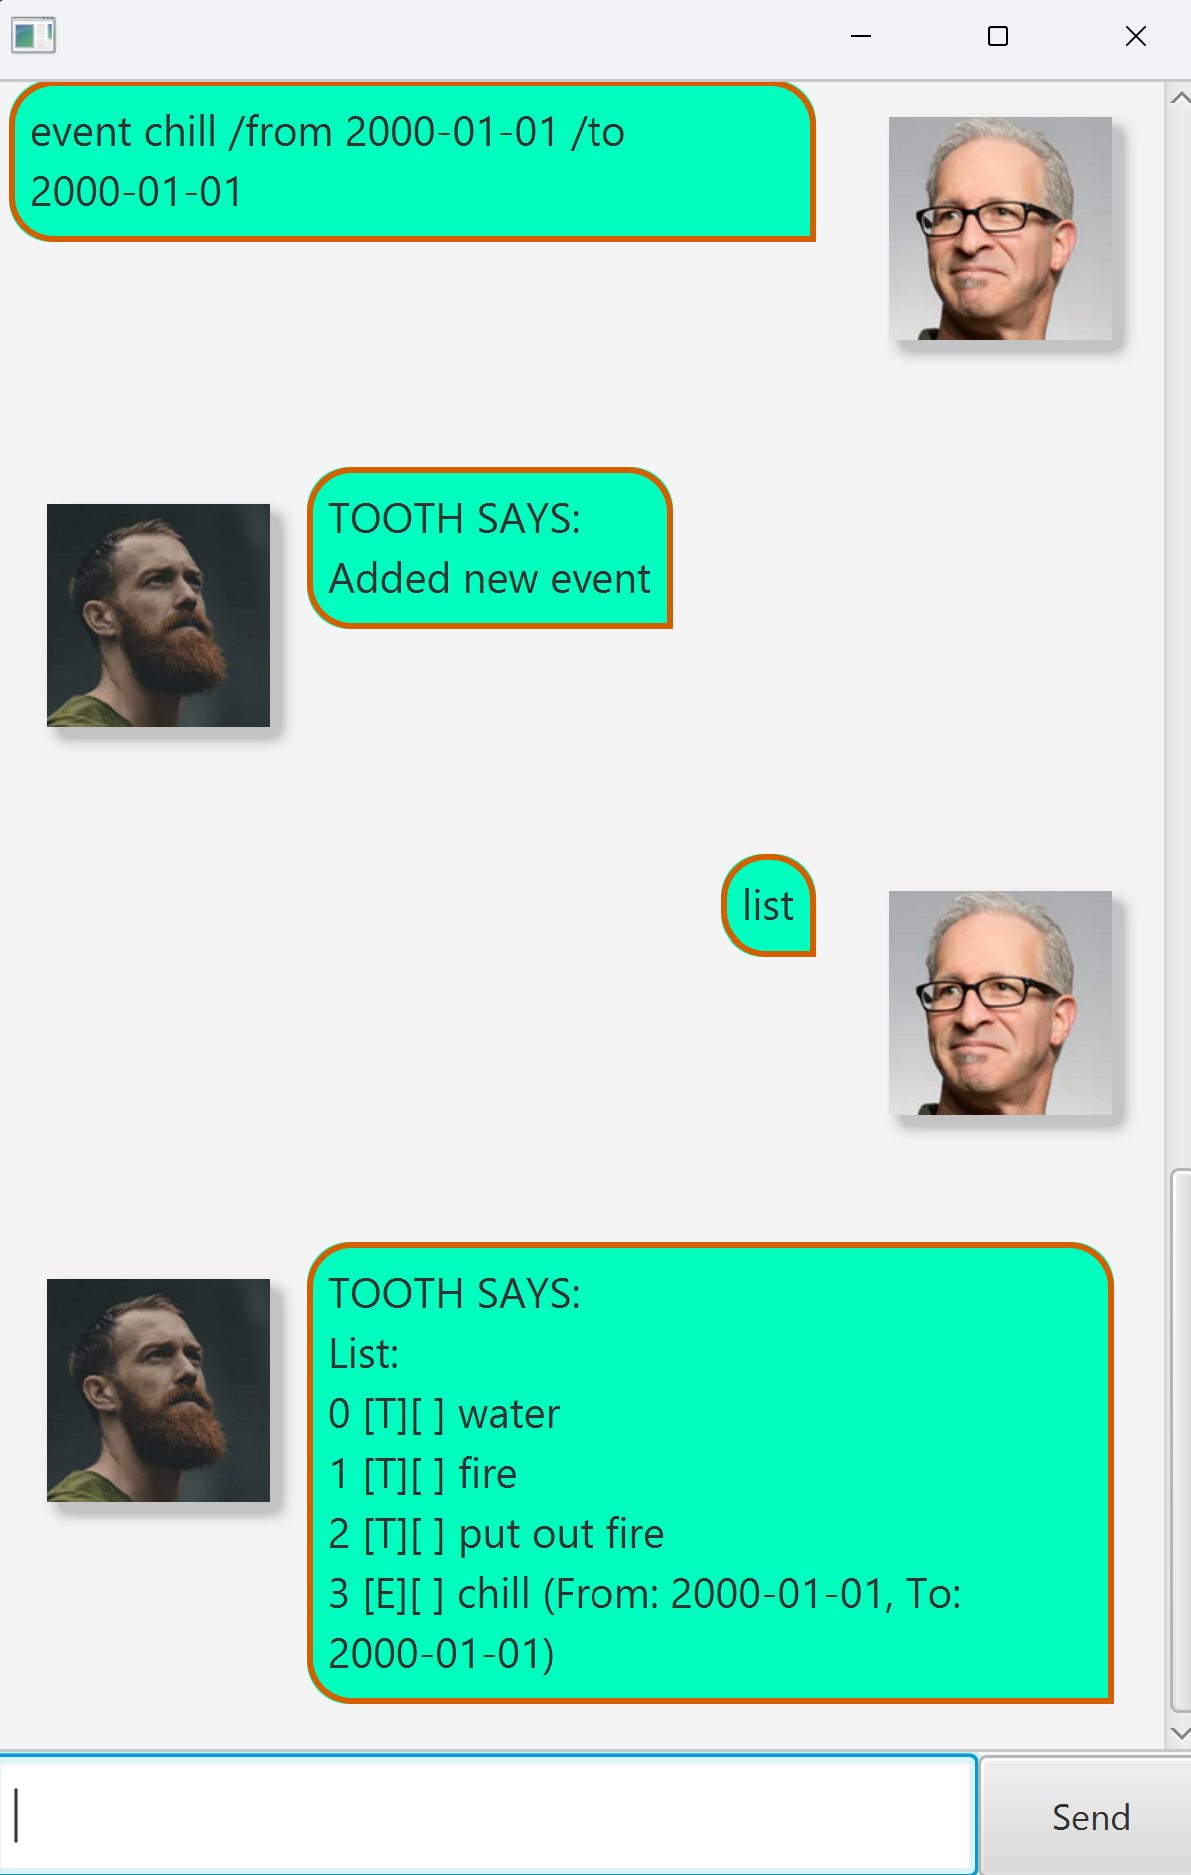 event chill /from 2000-01-01 /to
2000-01-01
TOOTH SAYS:
Added new event
list
TOOTH SAYS:
List:
0 [T][ ] water
1 [T][ ] fire
2 [T][ ] put out fire
3 [E][ ] chill (From: 2000-01-01, To:
2000-01-01)
Send